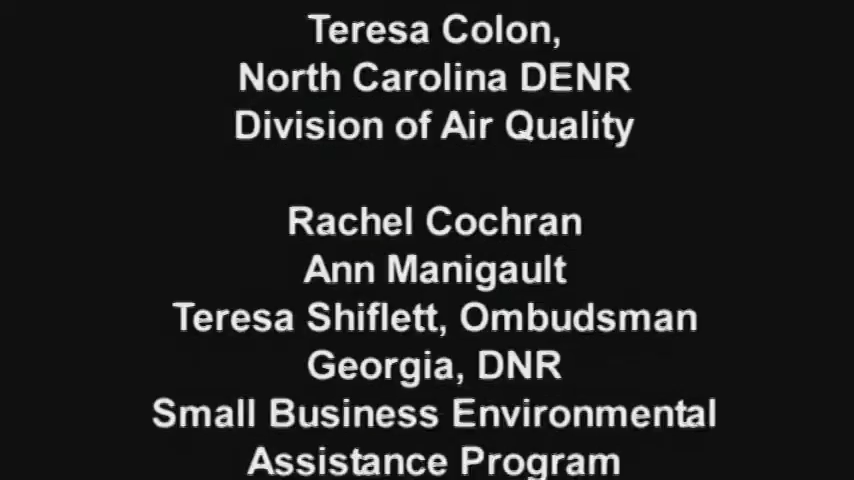 Teresa Colon,
North Carolina DENR
Division of Air Quality
Rachel Cochran
Ann Manigault
Teresa Shiflett, Ombudsman
Georgia, DNR
Small Business Environmental
Assistance Program